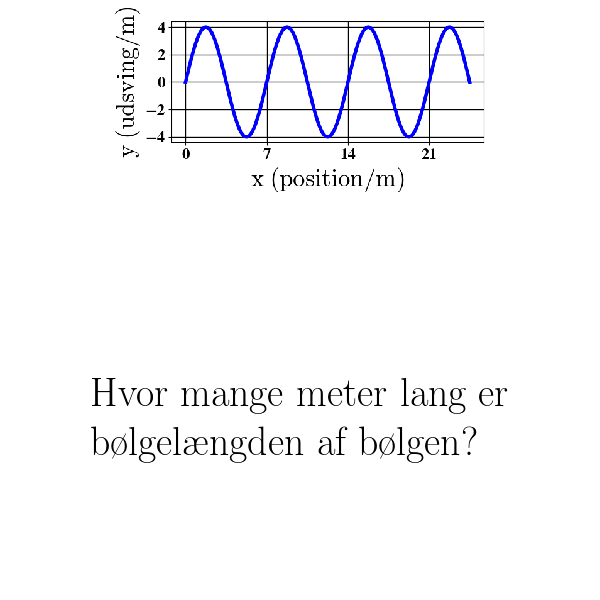 y (udsving/m)
4
2
0
−2
−4
0 7 14 21
x (position/m)
Hvor mange meter lang er
bølgelængden af bølgen?